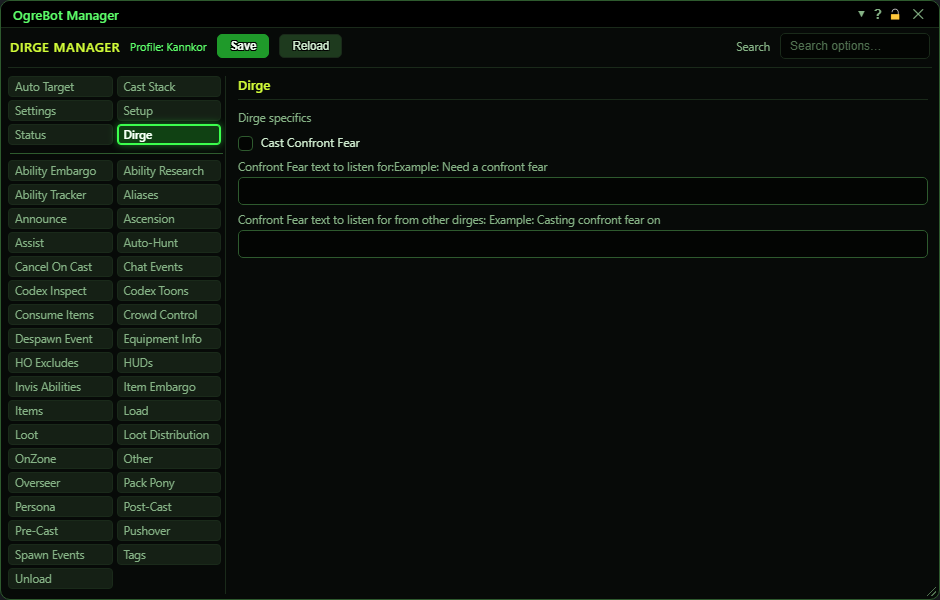 OgreBot Manager
▼ ?
DIRGE MANAGER Profile: Kannkor Save Reload Search Search options...
Auto Target Cast Stack
Settings Setup
Status Dirge
Ability Embargo Ability Research
Ability Tracker Aliases
Announce Ascension
Assist Auto-Hunt
Cancel On Cast Chat Events
Codex Inspect Codex Toons
Consume Items Crowd Control
Despawn Event Equipment Info
HO Excludes HUDs
Invis Abilities Item Embargo
Items Load
Loot Loot Distribution
OnZone Other
Overseer Pack Pony
Persona Post-Cast
Pre-Cast Pushover
Spawn Events Tags
Unload
Dirge
Dirge specifics
Cast Confront Fear
Confront Fear text to listen for:Example: Need a confront fear
Confront Fear text to listen for from other dirges: Example: Casting confront fear on